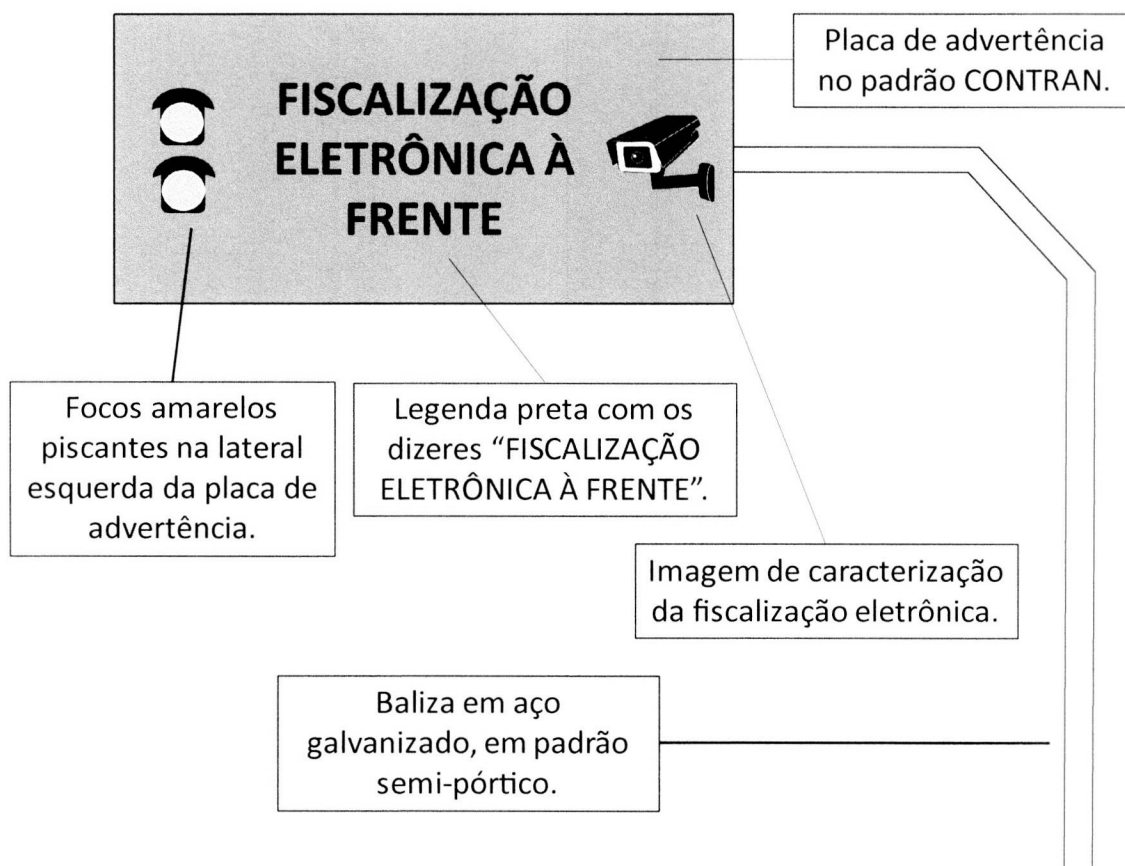 Placa de advertência
no padrão CONTRAN.
FISCALIZAÇÃO
ELETRÔNICA À
FRENTE
Focos amarelos
piscantes na lateral
esquerda da placa de
advertência.
Legenda preta com os
dizeres “FISCALIZAÇÃO
ELETRÔNICA À FRENTE”.
Imagem de caracterização
da fiscalização eletrônica.
Baliza em aço
galvanizado, em padrão
semi-pórtico.